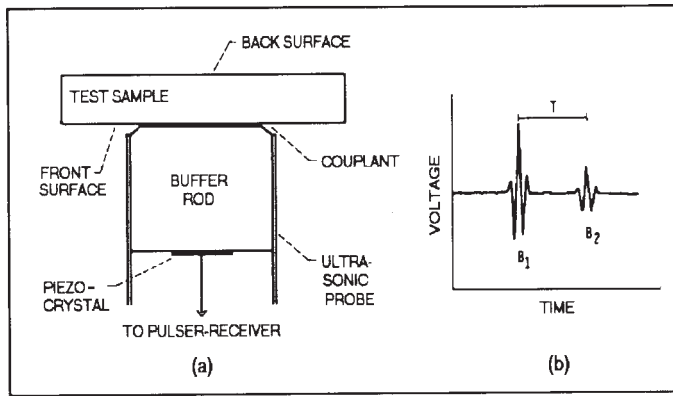 BACK SURFACE
TEST SAMPLE
FRONT
SURFACE
COUPLANT
BUFFER
ROD
PIEZO-
CRYSTAL
ULTRA-
SONIC
PROBE
TO PULSER-RECEIVER
(a)
T
VOLTAGE
B1
B2
TIME
(b)